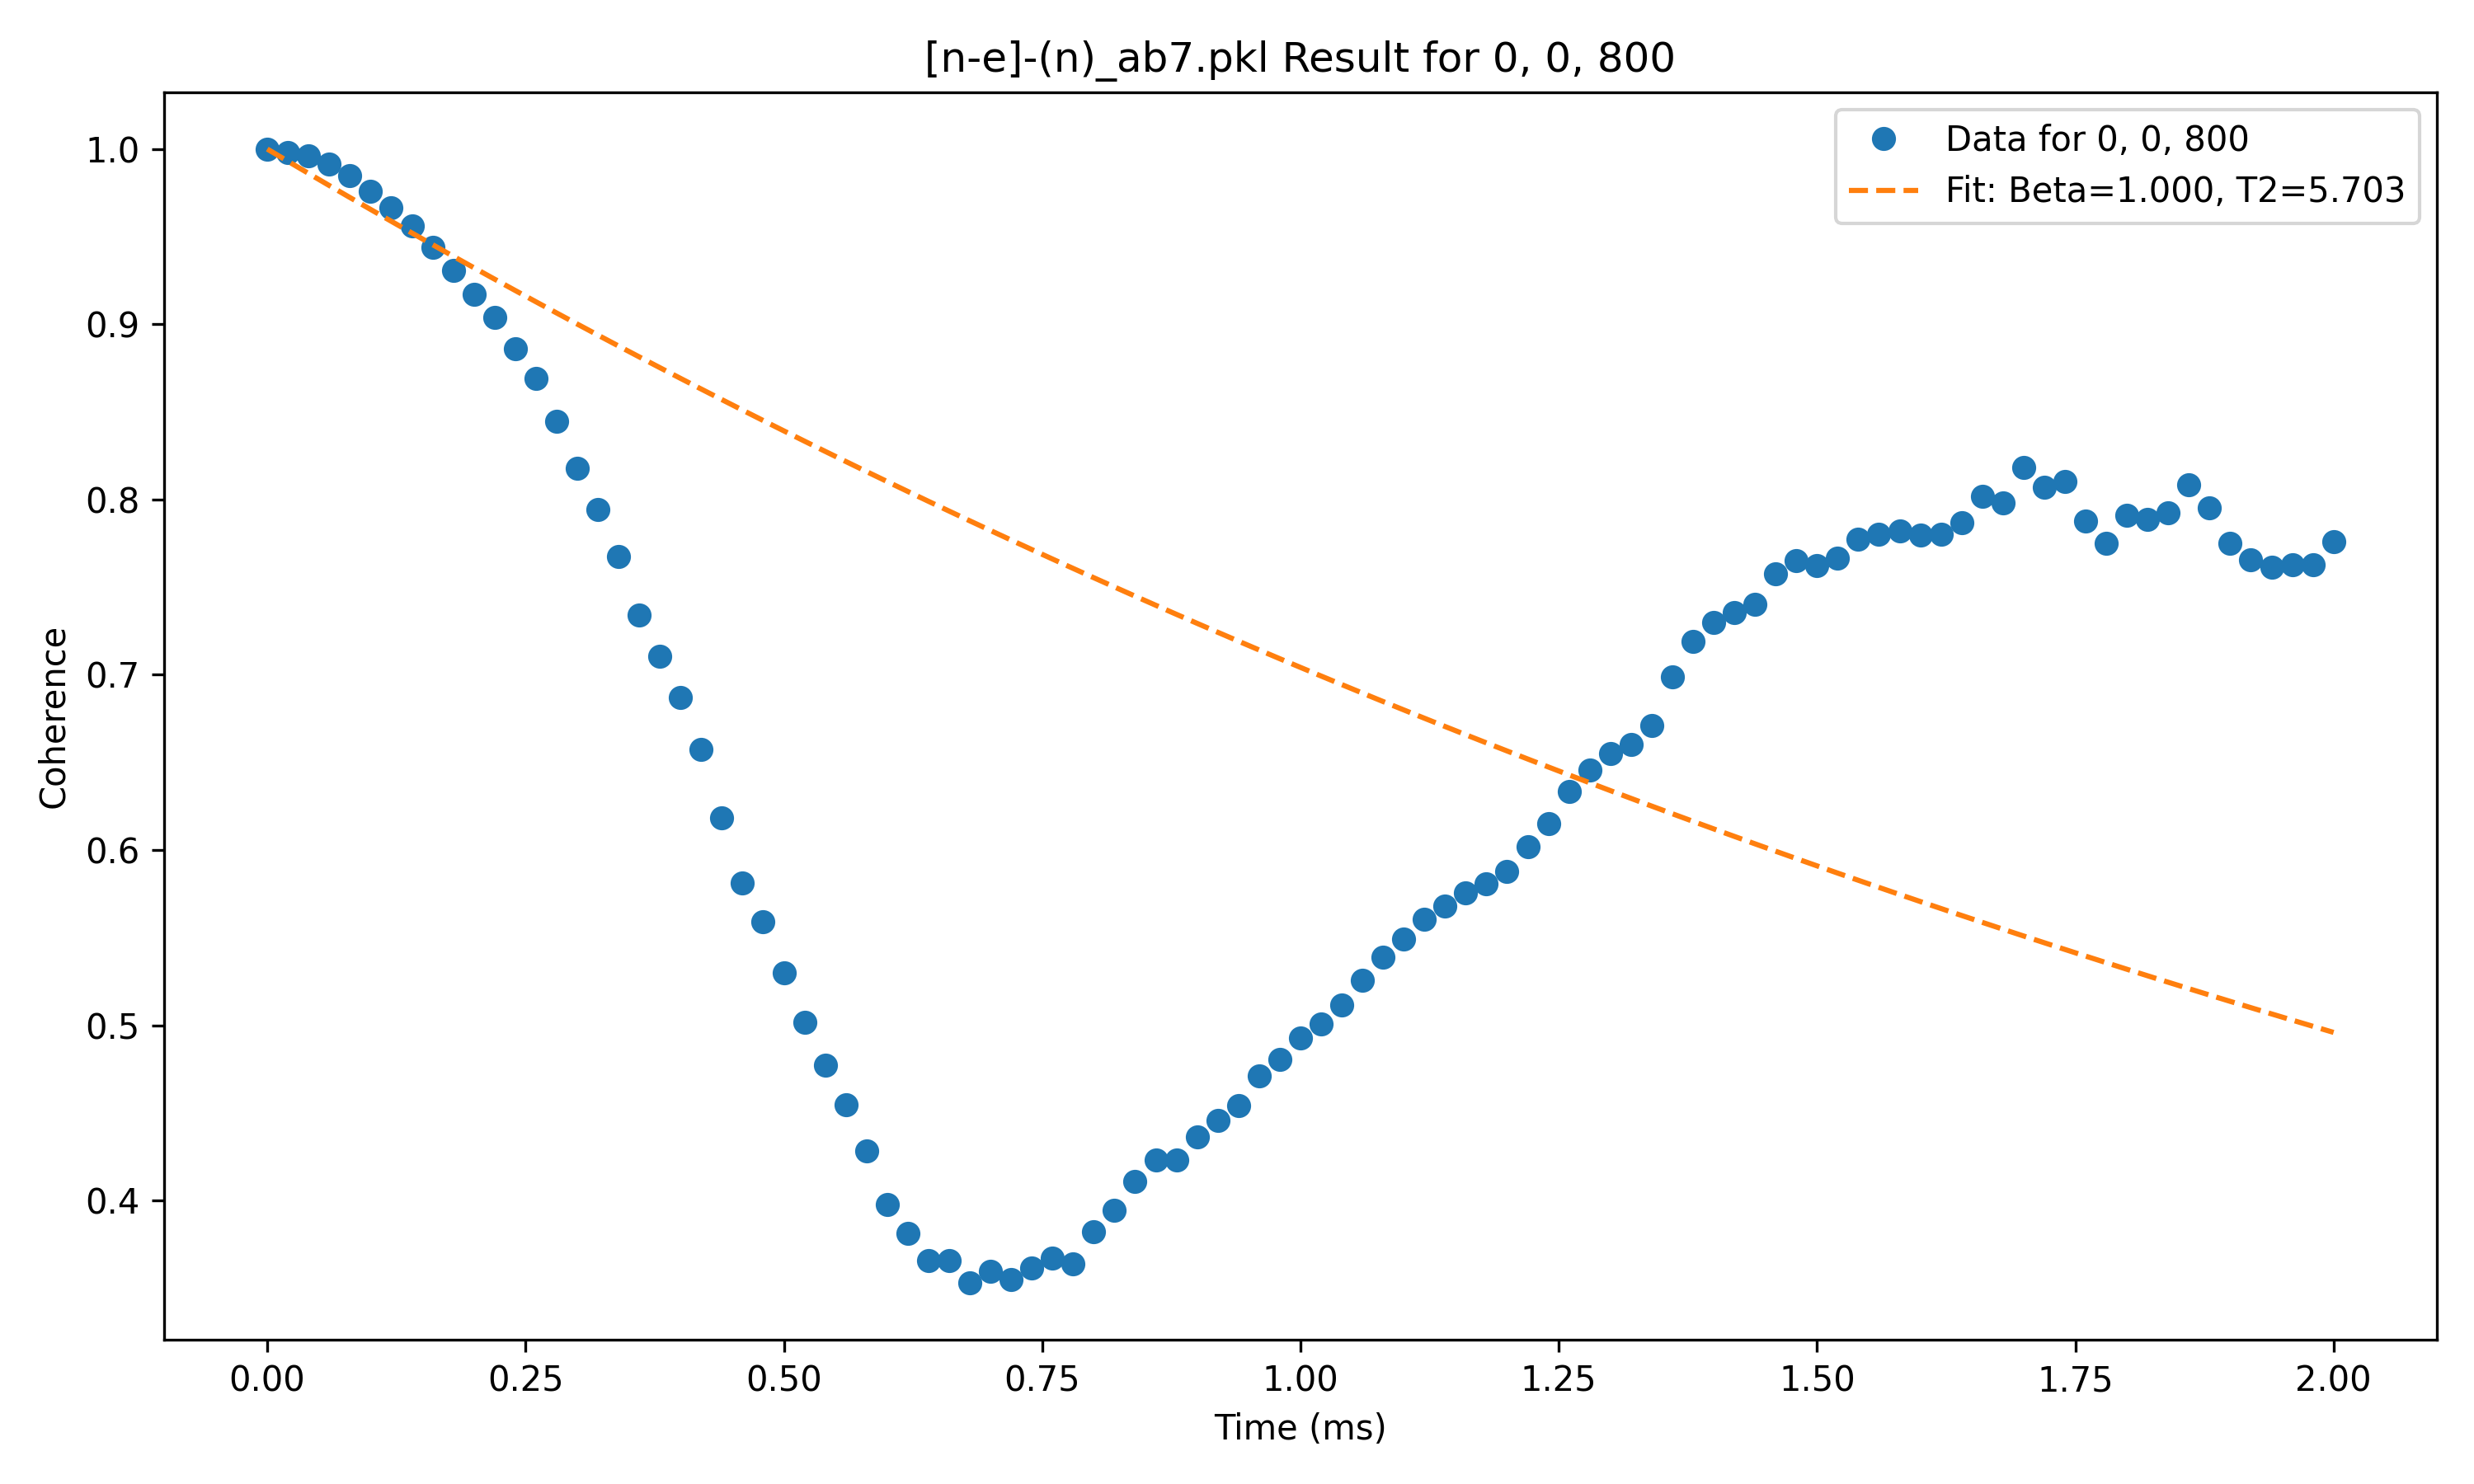 [n-e]-(n)_ab7.pkl Result for 0, 0, 800
Data for 0, 0, 800
Fit: Beta=1.000, T2=5.703
Coherence
1.0
0.9
0.8
0.7
0.6
0.5
0.4
0.00 0.25 0.50 0.75 1.00 1.25 1.50 1.75 2.00
Time (ms)